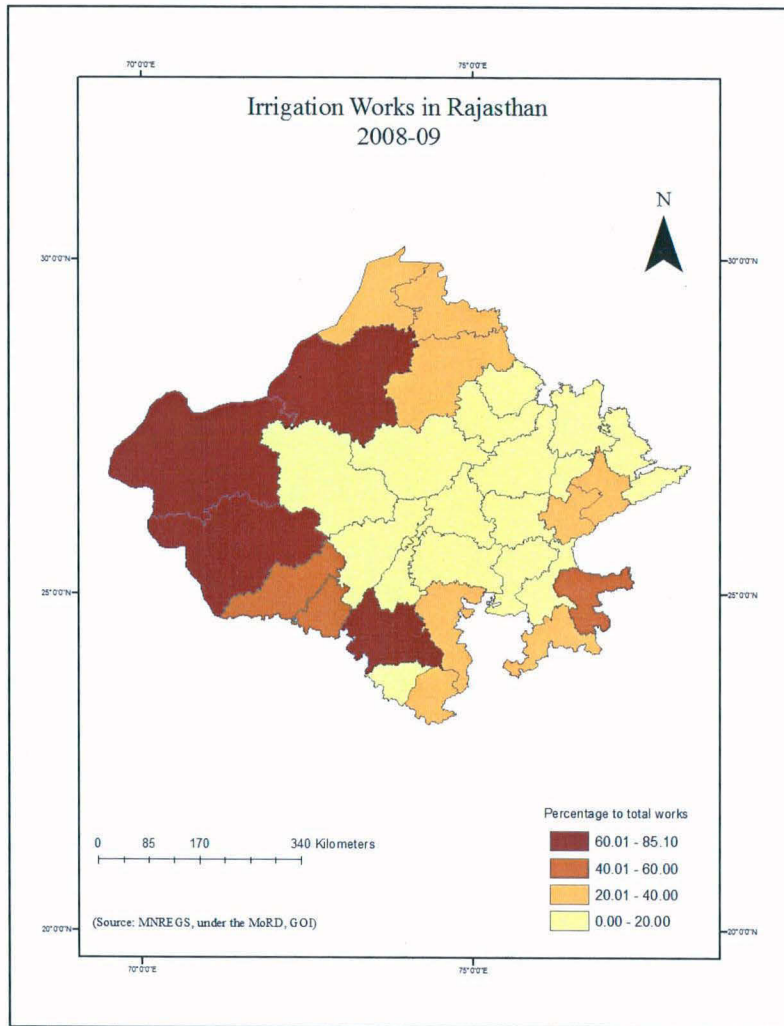 70°0'0"E 75°0'0"E
Irrigation Works in Rajasthan
2008-09
N
30°0'0"N 30°0'0"N
25°0'0"N 25°0'0"N
Percentage to total works
0 85 170 340 Kilometers
60.01 - 85.10
40.01 - 60.00
20.01 - 40.00
0.00 - 20.00
(Source: MNREGS, under the MoRD, GOI)
20°0'0"N 20°0'0"N
70°0'0"E 75°0'0"E